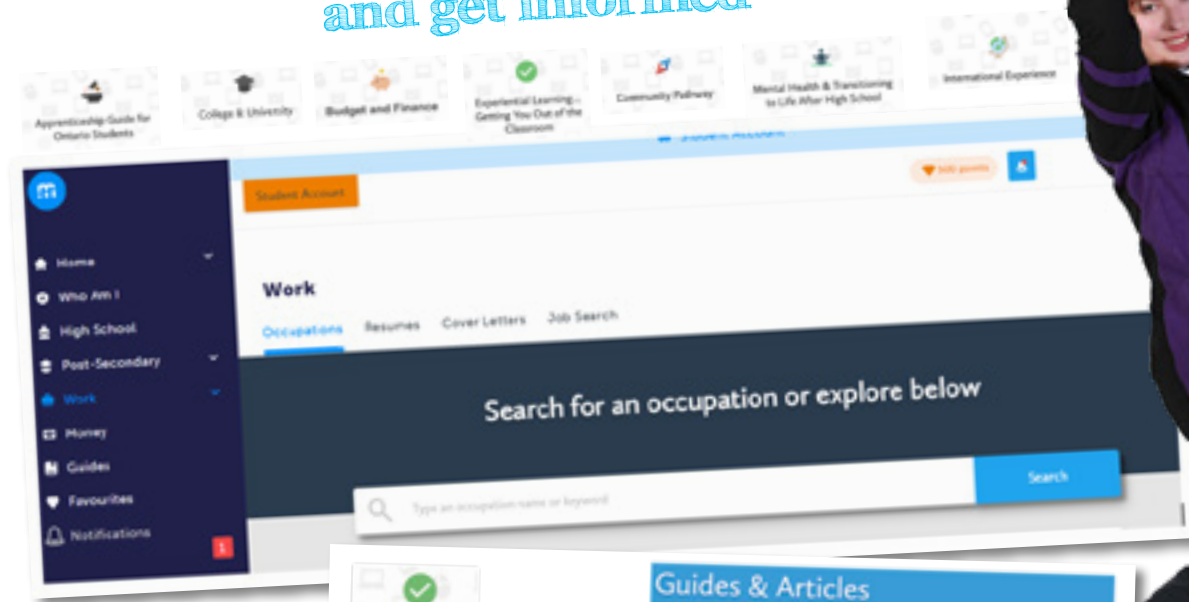 and get informed
Apprenticeship Guide for
Ontario Students
College & University
Budget and Finance
Experiential Learning...
Getting You Out of the
Classroom
Community Pathway
Mental Health & Transitioning
to Life After High School
International Experience
Student Account
Student Account
500 points
Home
Who Am I
High School
Post-Secondary
Work
Money
Guides
Favourites
Notifications
1
Work
Occupations Resumes Cover Letters Job Search
Search for an occupation or explore below
Type an occupation name or keyword
Search
Guides & Articles